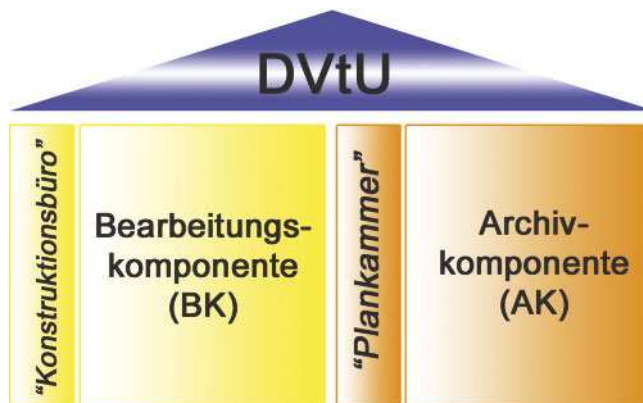 DVtU
“Konstruktionsbüro”
Bearbeitungs-
komponente
(BK)
“Plankammer”
Archiv-
komponente
(AK)